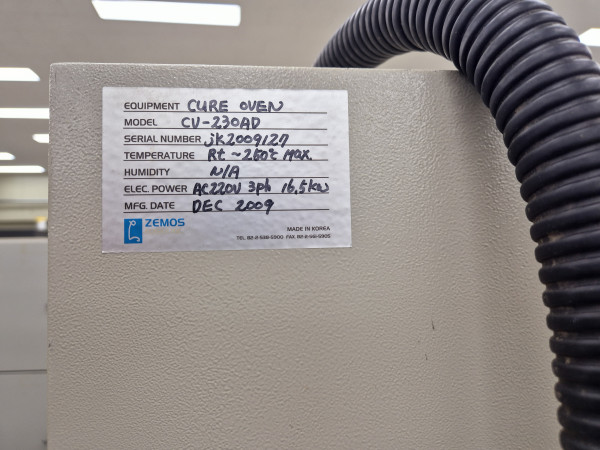 EQUIPMENT CURE OVEN
MODEL CV-230AD
SERIAL NUMBER jk2009127
TEMPERATURE Rt ~ 250℃ Max.
HUMIDITY N/A
ELEC. POWER AC220V 3ph 16.5kW
MFG. DATE DEC 2009
ZEMOS
MADE IN KOREA